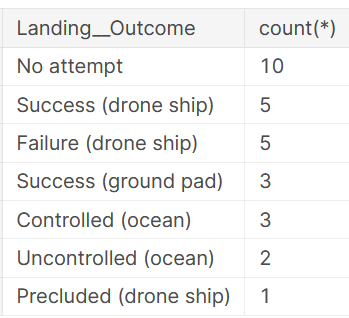 Landing__Outcome count(*)
No attempt 10
Success (drone ship) 5
Failure (drone ship) 5
Success (ground pad) 3
Controlled (ocean) 3
Uncontrolled (ocean) 2
Precluded (drone ship) 1